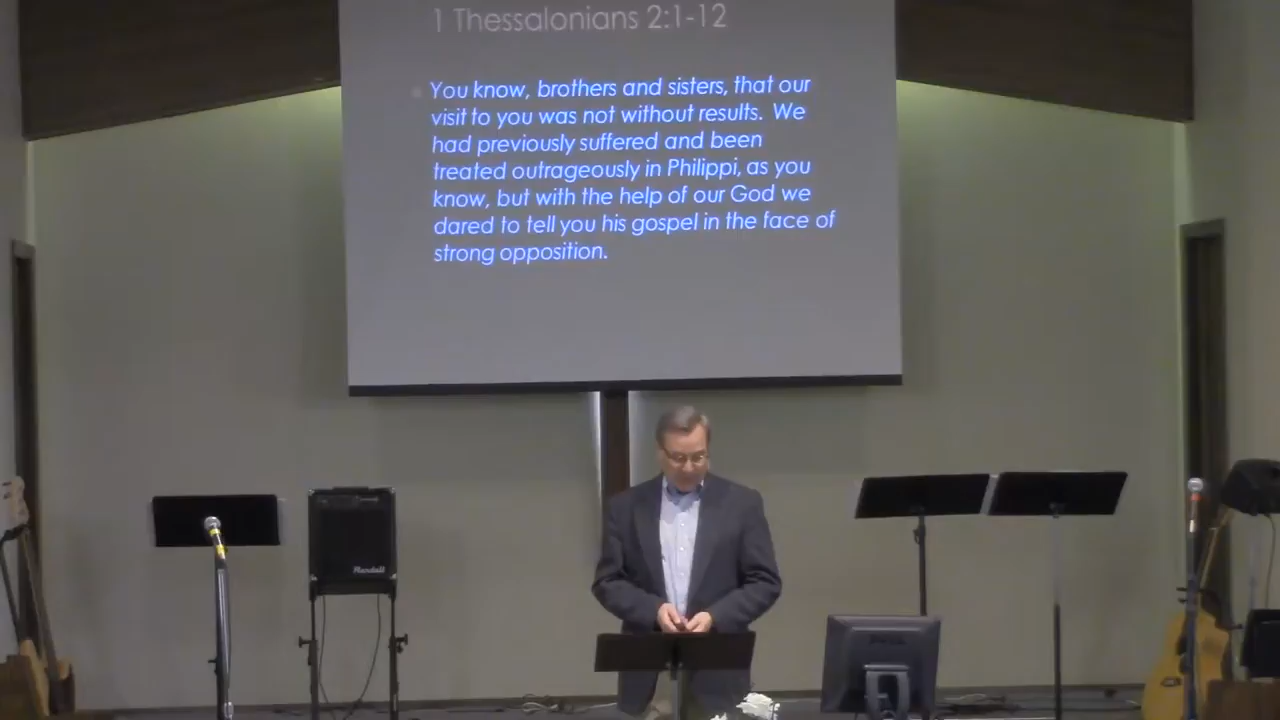 1 Thessalonians 2:1-12
You know, brothers and sisters, that our
visit to you was not without results. We
had previously suffered and been
treated outrageously in Philippi, as you
know, but with the help of our God we
dared to tell you his gospel in the face of
strong opposition.
Randall